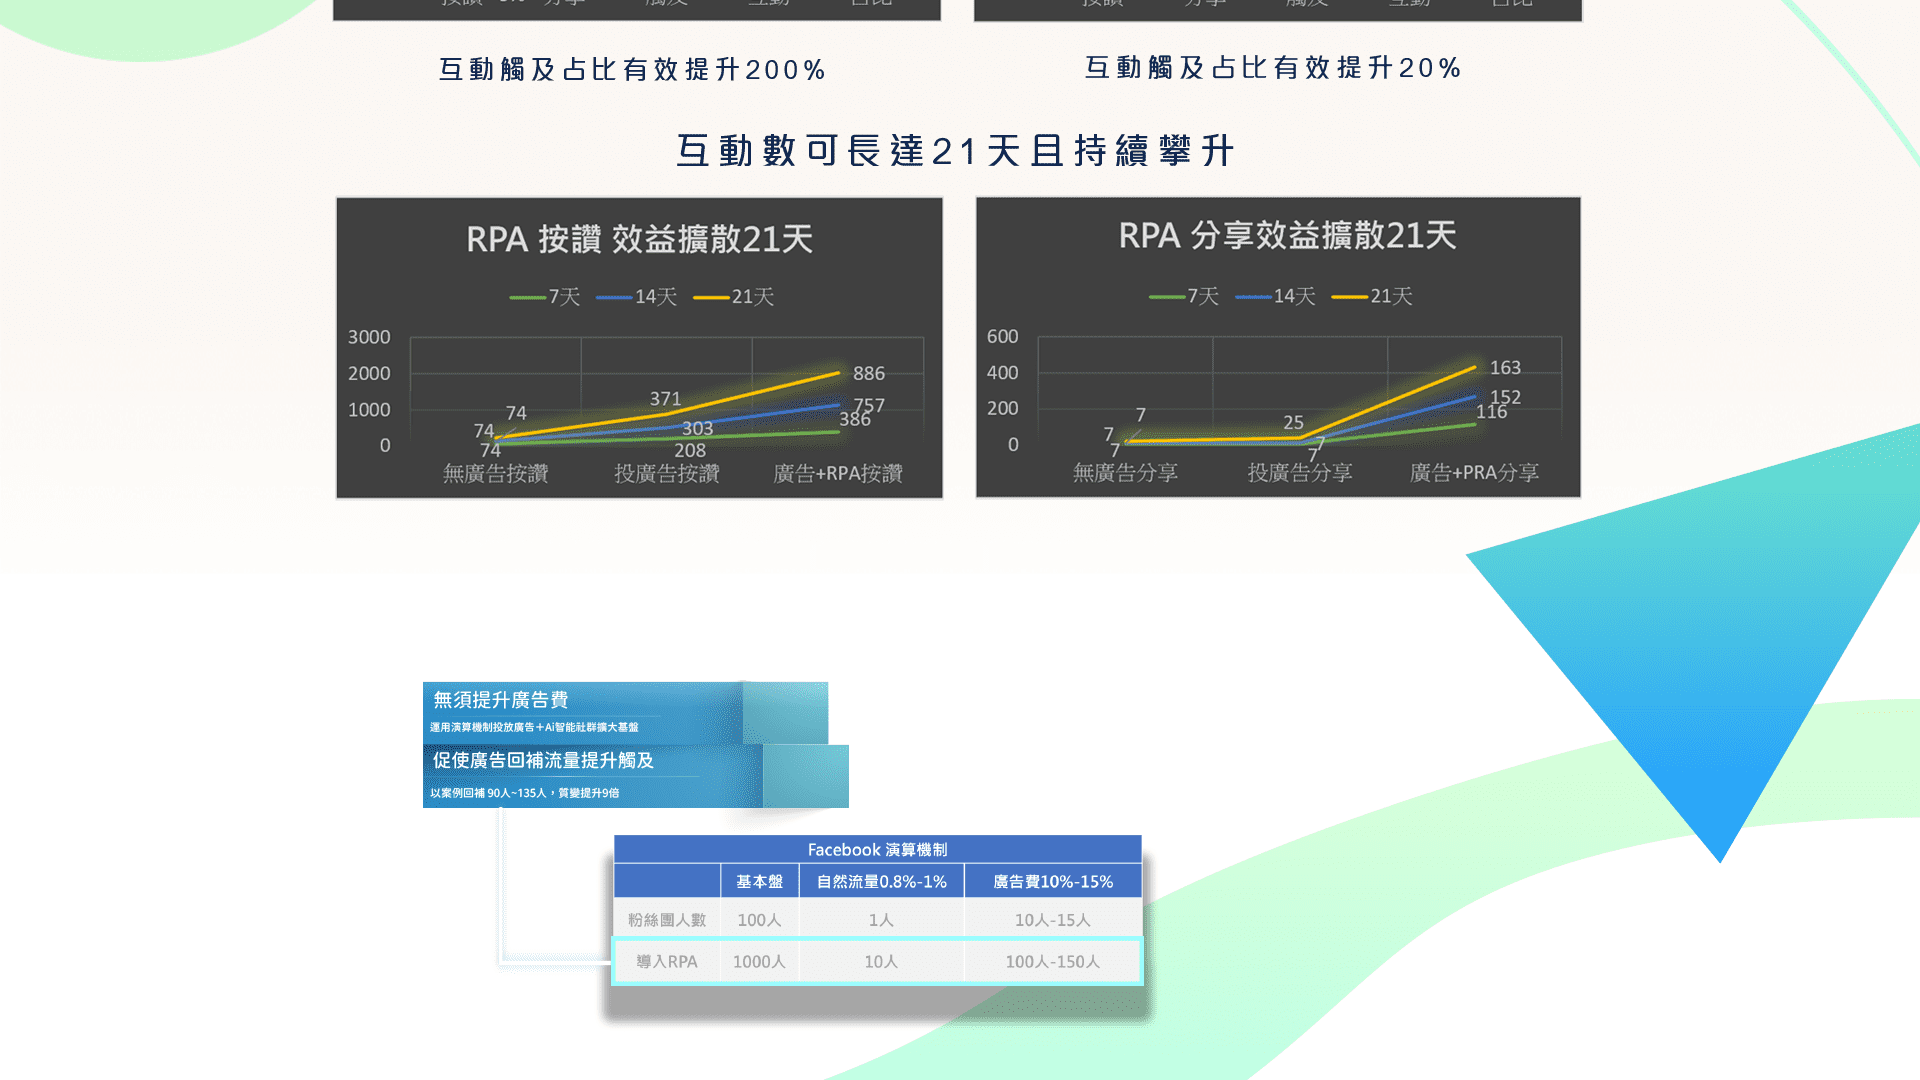 互動觸及占比有效提升200%
互動觸及占比有效提升20%
互動數可長達21天且持續攀升
RPA 按讚 效益擴散21天
7天 14天 21天
3000
2000
1000
0
74
74
74
371
303
208
886
757
386
無廣告按讚 投廣告按讚 廣告+RPA按讚
RPA 分享效益擴散21天
7天 14天 21天
600
400
200
0
7
7
7
25
7
7
163
152
116
無廣告分享 投廣告分享 廣告+PRA分享
無須提升廣告費
運用演算機制投放廣告＋Ai智能社群擴大基盤
促使廣告回補流量提升觸及
以案例回補 90人~135人，質變提升9倍
Facebook 演算機制
基本盤 自然流量0.8%-1% 廣告費10%-15%
粉絲團人數 100人 1人 10人-15人
導入RPA 1000人 10人 100人-150人